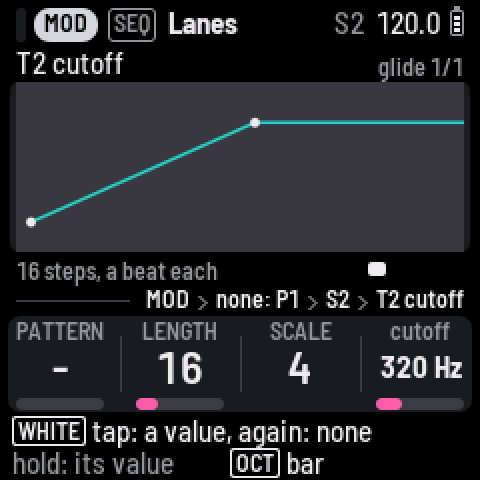 MOD SEQ Lanes S2 120.0
T2 cutoff glide 1/1
16 steps, a beat each
MOD > none: P1 > S2 > T2 cutoff
PATTERN LENGTH SCALE cutoff
- 16 4 320 Hz
WHITE tap: a value, again: none
hold: its value OCT bar